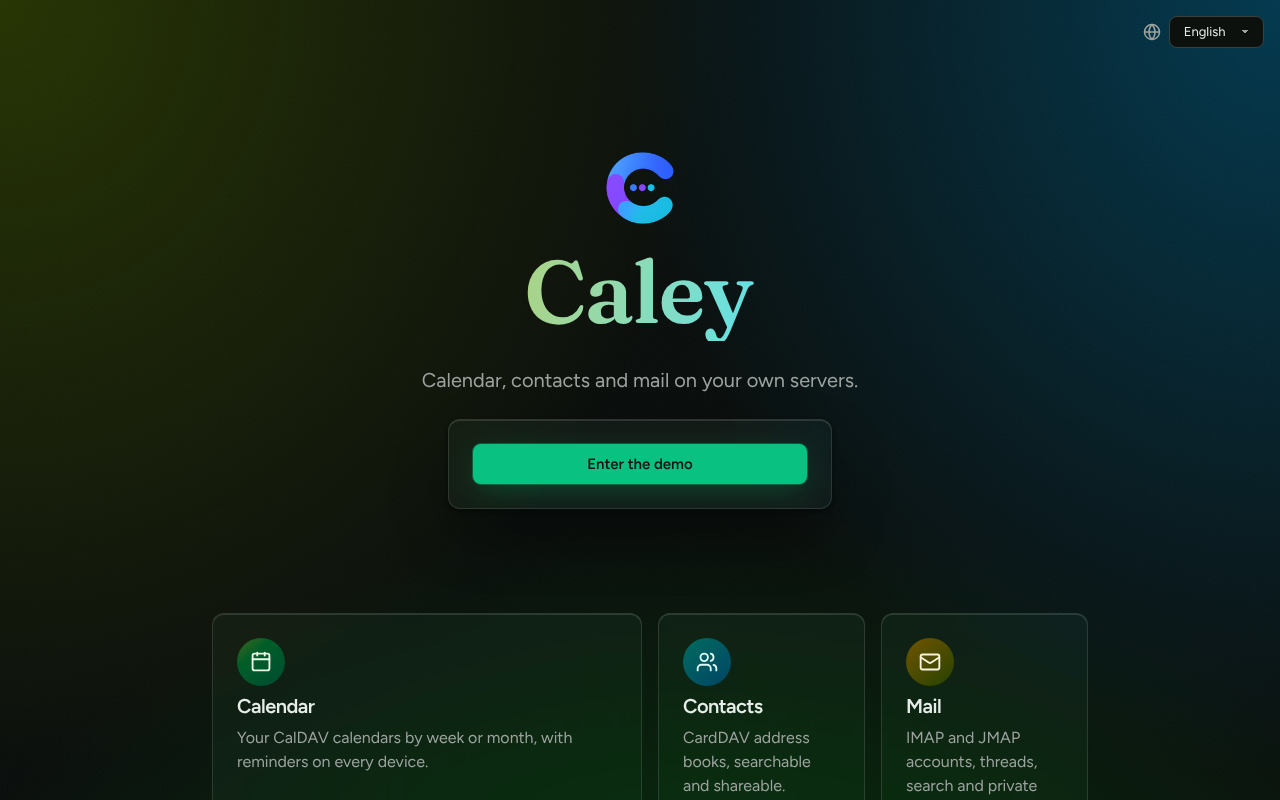 English
Caley
Calendar, contacts and mail on your own servers.
Enter the demo
Calendar
Your CalDAV calendars by week or month, with
reminders on every device.
Contacts
CardDAV address
books, searchable
and shareable.
Mail
IMAP and JMAP
accounts, threads,
search and private